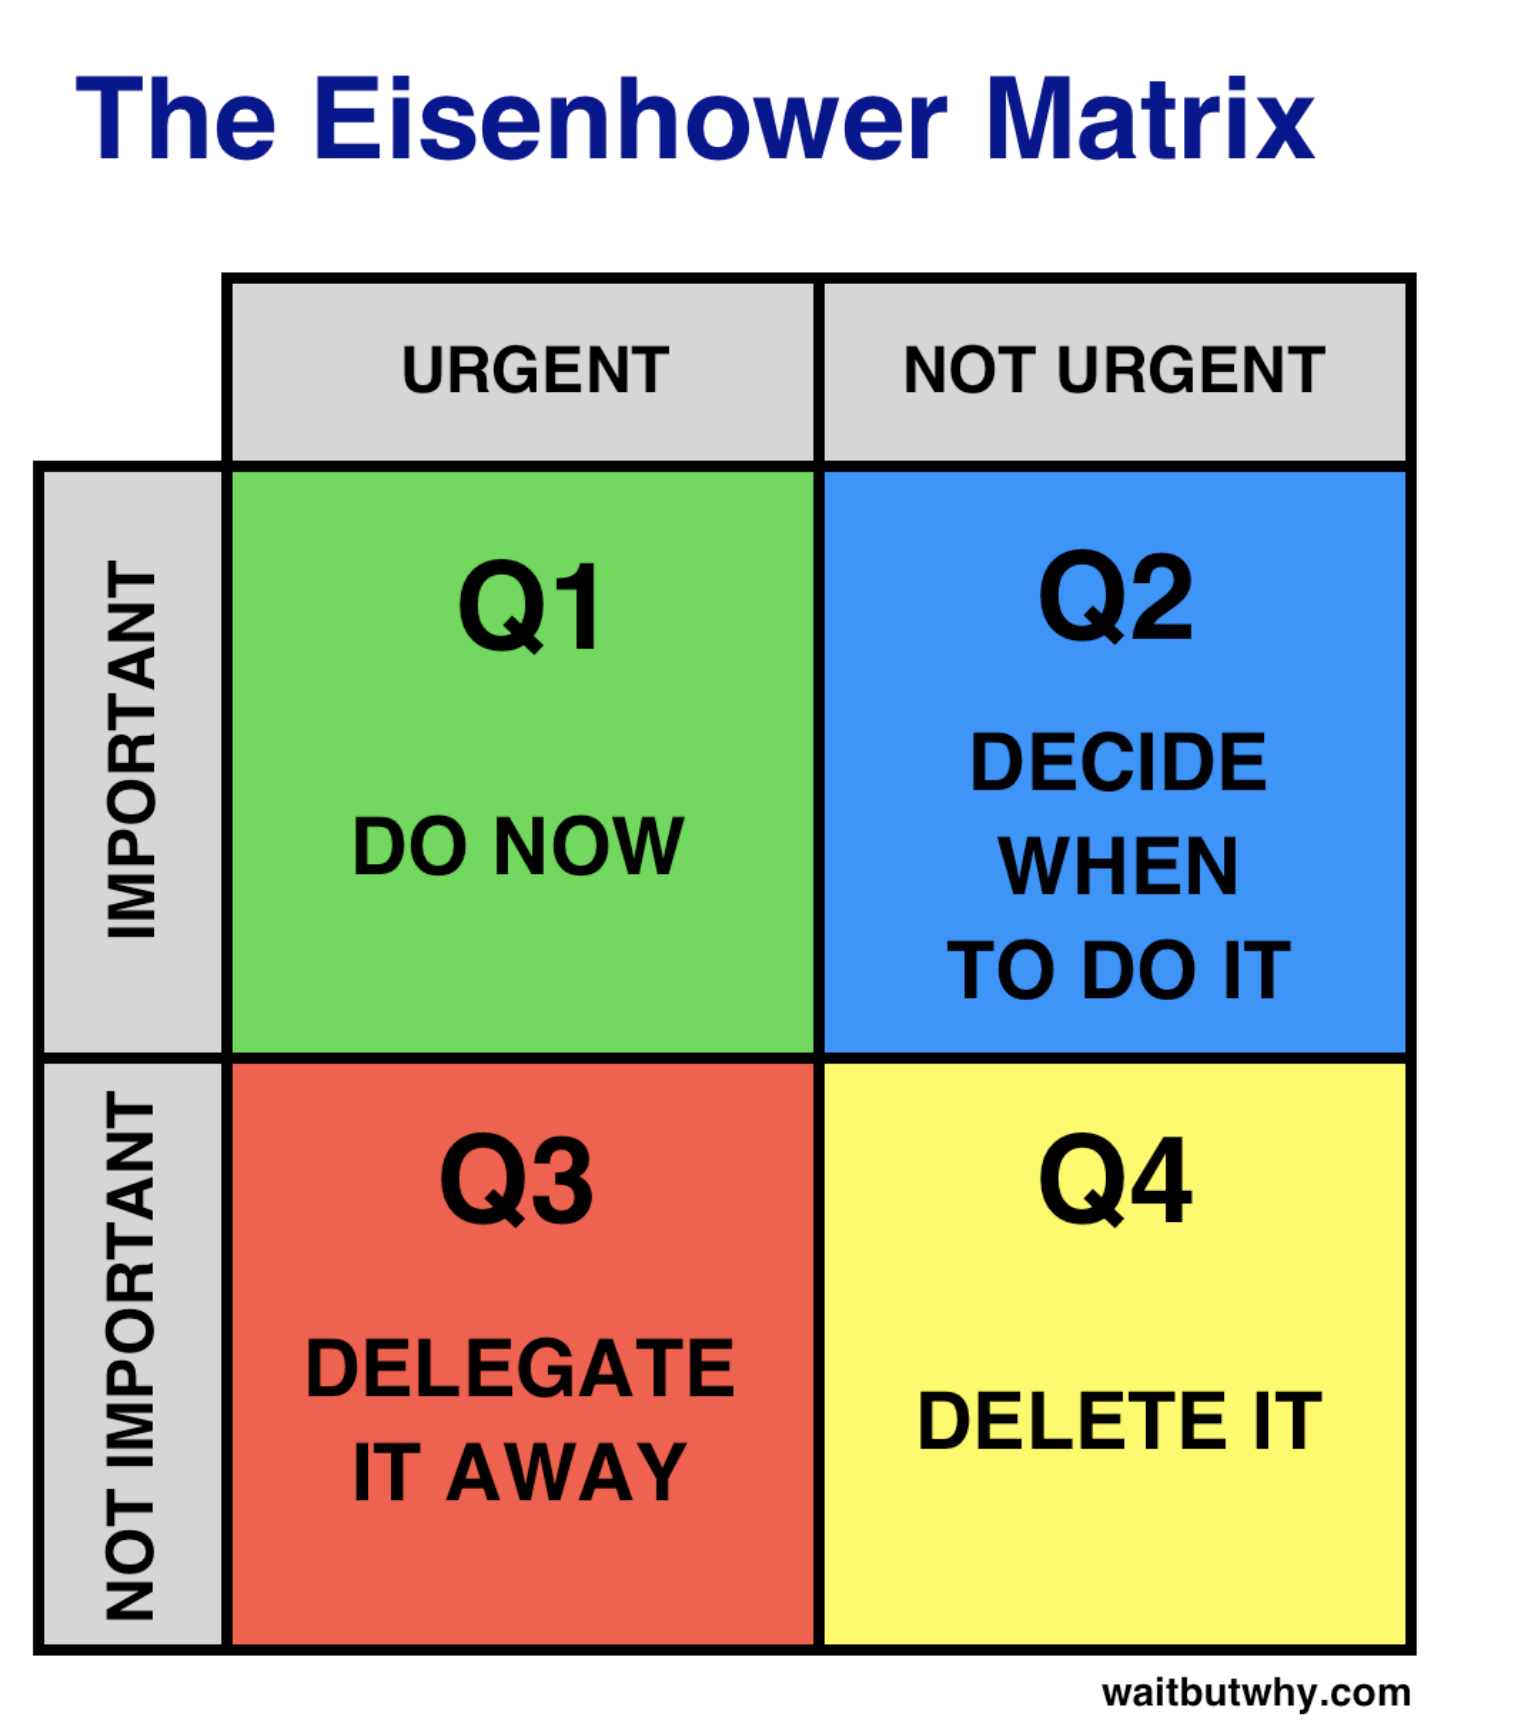 The Eisenhower Matrix
URGENT
NOT URGENT
IMPORTANT
Q1
DO NOW
Q2
DECIDE
WHEN
TO DO IT
NOT IMPORTANT
Q3
DELEGATE
IT AWAY
Q4
DELETE IT
waitbutwhy.com